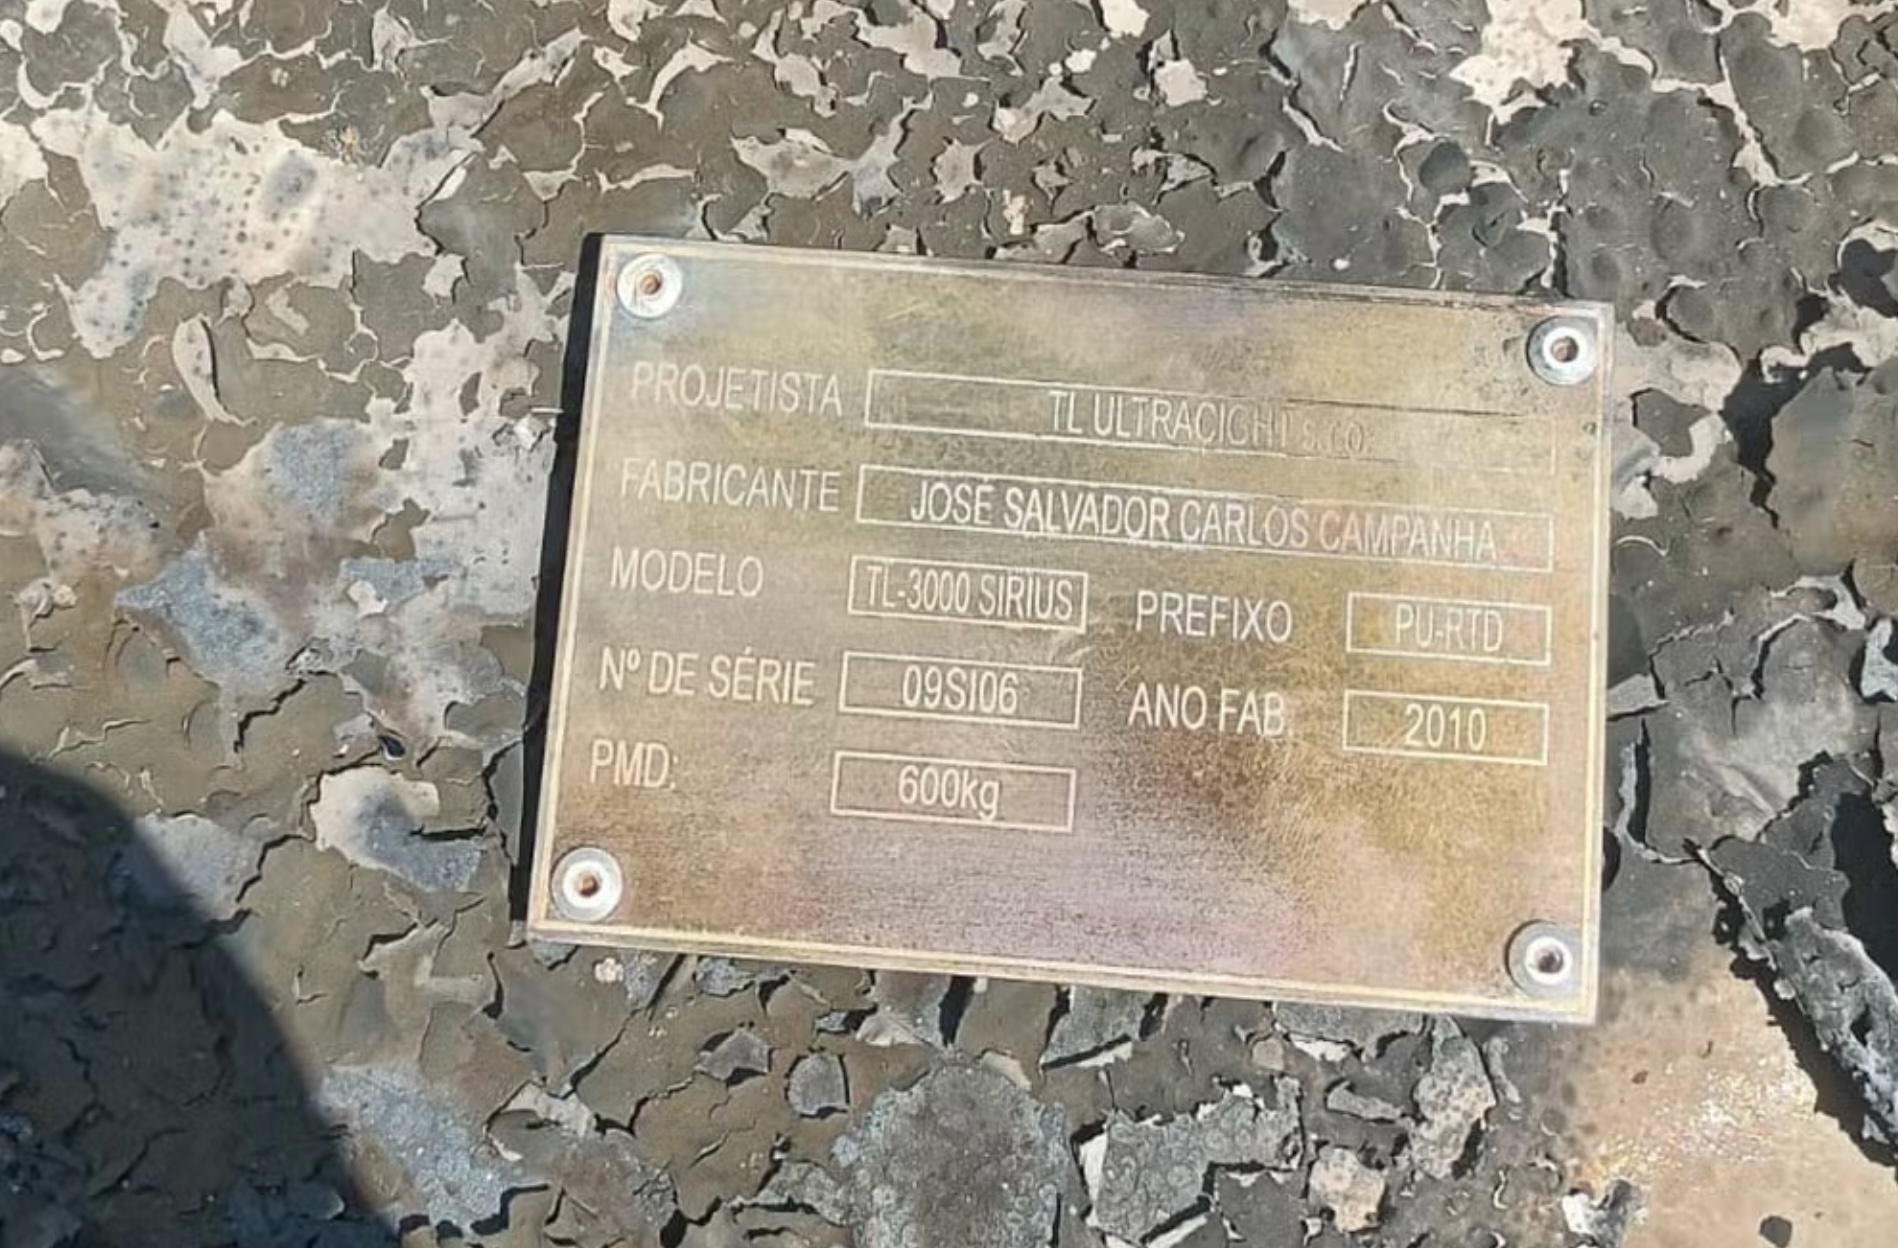 PROJETISTA TL ULTRACIGHT s.r.o.
FABRICANTE JOSÉ SALVADOR CARLOS CAMPANHA
MODELO TL-3000 SIRIUS PREFIXO PU-RTD
Nº DE SÉRIE 09SI06 ANO FAB. 2010
PMD: 600kg